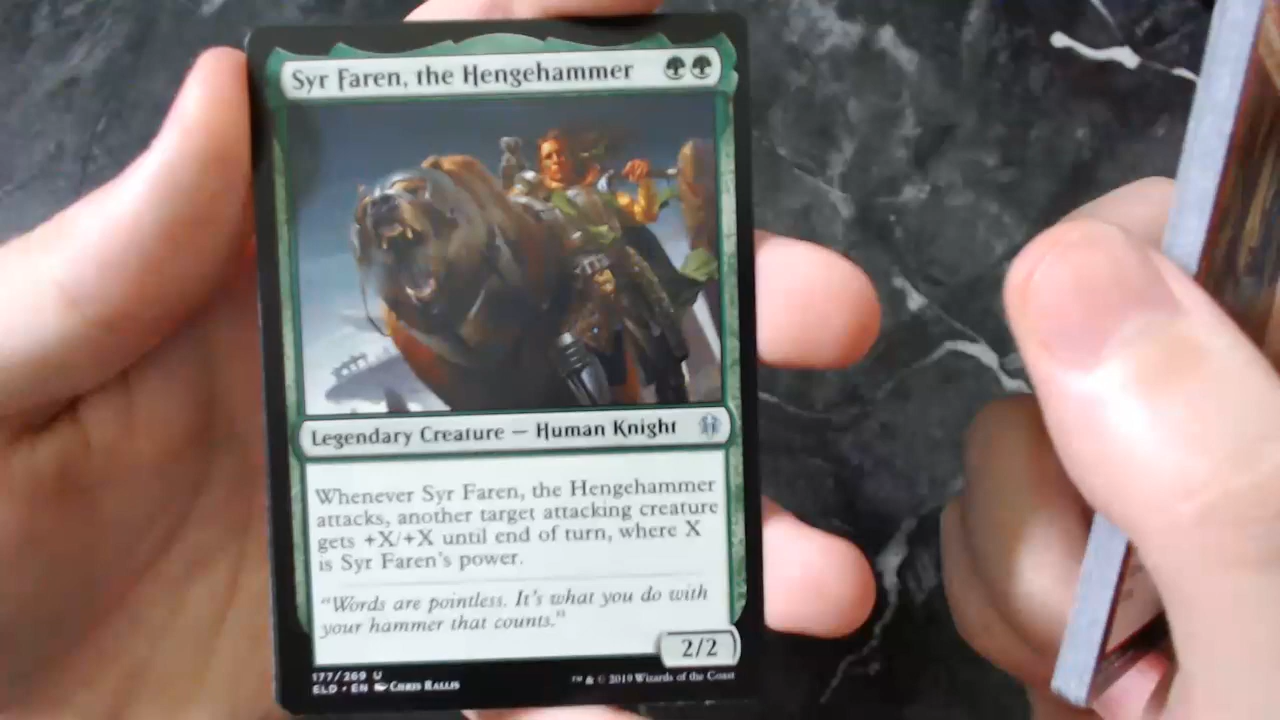 Syr Faren, the Hengehammer
Legendary Creature — Human Knight
Whenever Syr Faren, the Hengehammer
attacks, another target attacking creature
gets +X/+X until end of turn, where X
is Syr Faren's power.
"Words are pointless. It's what you do with
your hammer that counts."
2/2
177/269 U
ELD • EN Chris Rallis
™ & © 2019 Wizards of the Coast